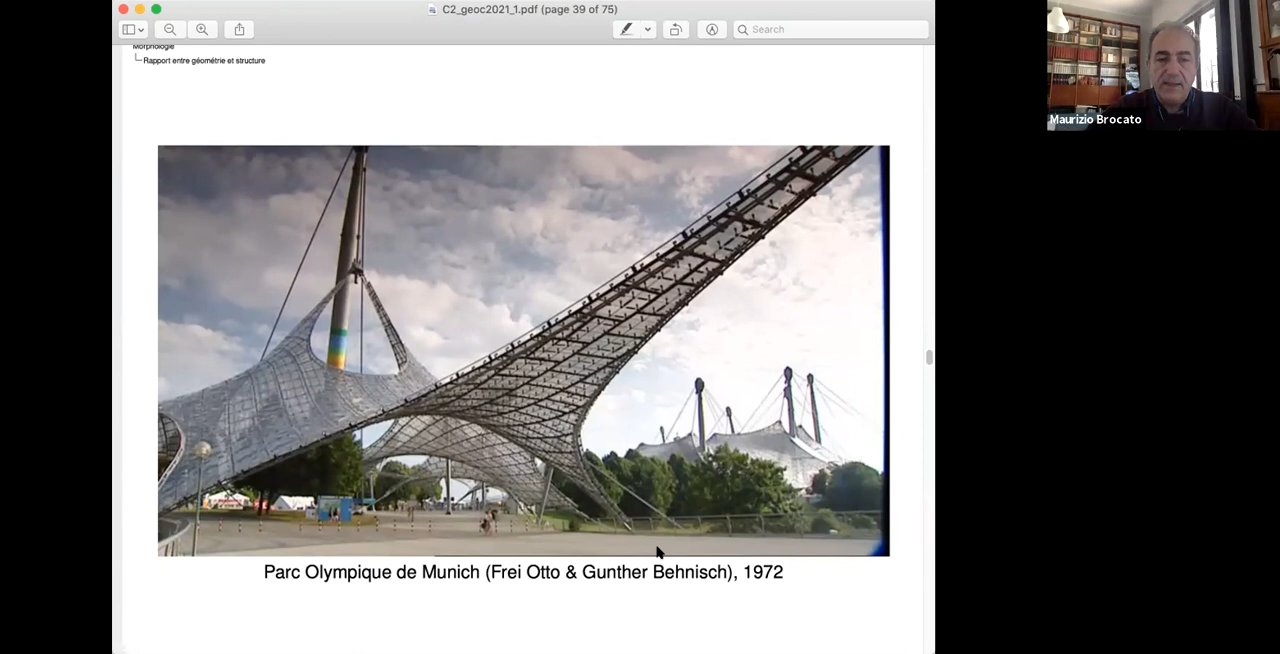 C2_geoc2021_1.pdf (page 39 of 75)
Search
Morphologie
Rapport entre géométrie et structure
Maurizio Brocato
Parc Olympique de Munich (Frei Otto & Gunther Behnisch), 1972